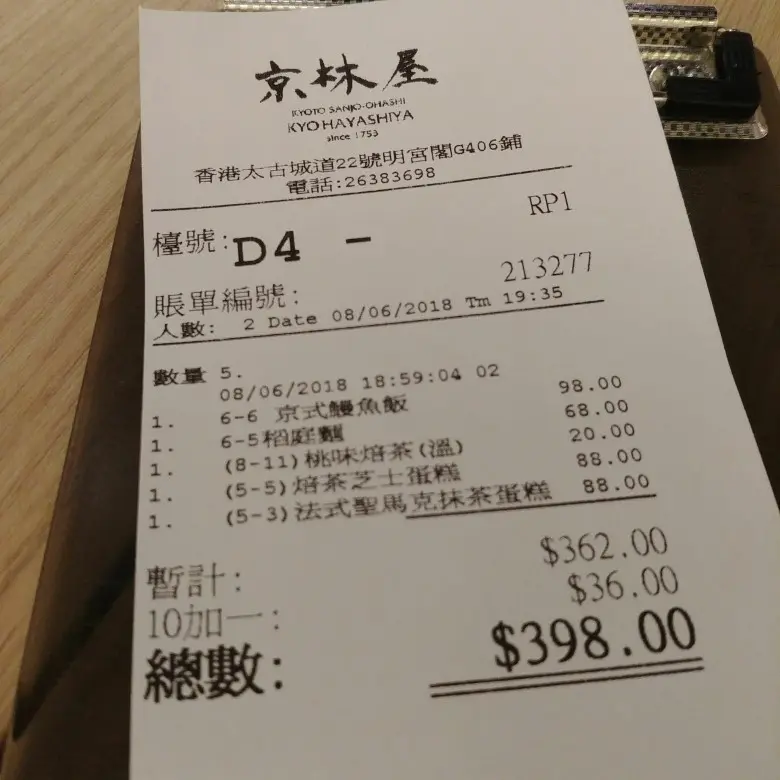 京林屋
KYOTO SANJO-OHASHI
KYO HAYASHIYA
since 1753
香港太古城道22號明宮閣G406鋪
電話:26383698
RP1
檯號:D4 -
213277
賬單編號:
人數: 2 Date 08/06/2018 Tm 19:35
數量 5.
08/06/2018 18:59:04 02
1. 6-6 京式鰻魚飯 98.00
1. 6-5稻庭麵 68.00
1. (8-11)桃味焙茶(溫) 20.00
1. (5-5)焙茶芝士蛋糕 88.00
1. (5-3)法式聖馬克抹茶蛋糕 88.00
暫計: $362.00
10加一: $36.00
總數: $398.00